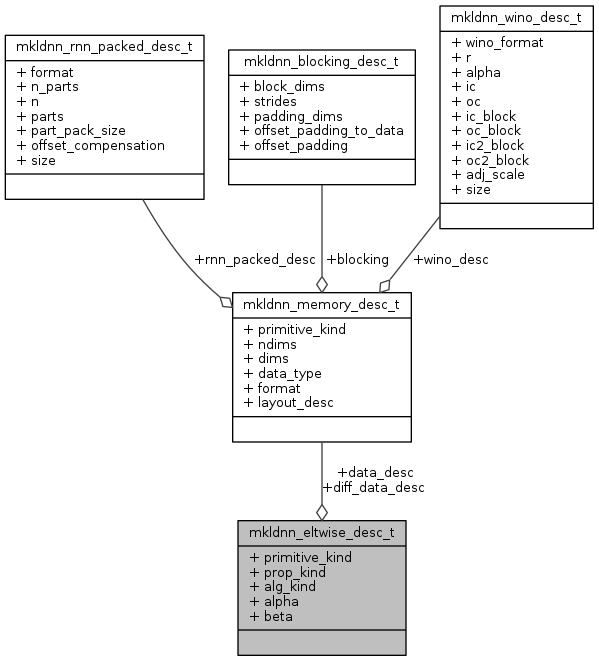 mkldnn_rnn_packed_desc_t
+ format
+ n_parts
+ n
+ parts
+ part_pack_size
+ offset_compensation
+ size
mkldnn_blocking_desc_t
+ block_dims
+ strides
+ padding_dims
+ offset_padding_to_data
+ offset_padding
mkldnn_wino_desc_t
+ wino_format
+ r
+ alpha
+ ic
+ oc
+ ic_block
+ oc_block
+ ic2_block
+ oc2_block
+ adj_scale
+ size
+rnn_packed_desc
+blocking
+wino_desc
mkldnn_memory_desc_t
+ primitive_kind
+ ndims
+ dims
+ data_type
+ format
+ layout_desc
+data_desc
+diff_data_desc
mkldnn_eltwise_desc_t
+ primitive_kind
+ prop_kind
+ alg_kind
+ alpha
+ beta